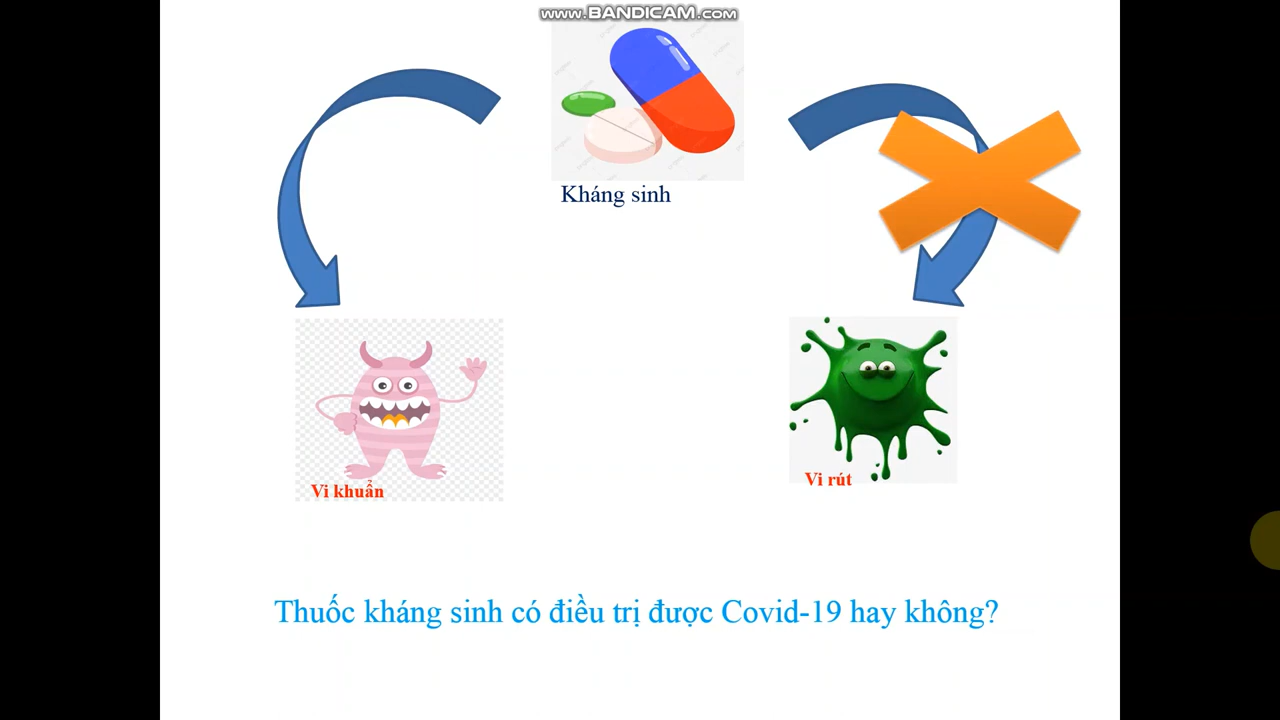 www.BANDICAM.com
Kháng sinh
Vi khuẩn
Vi rút
Thuốc kháng sinh có điều trị được Covid-19 hay không?